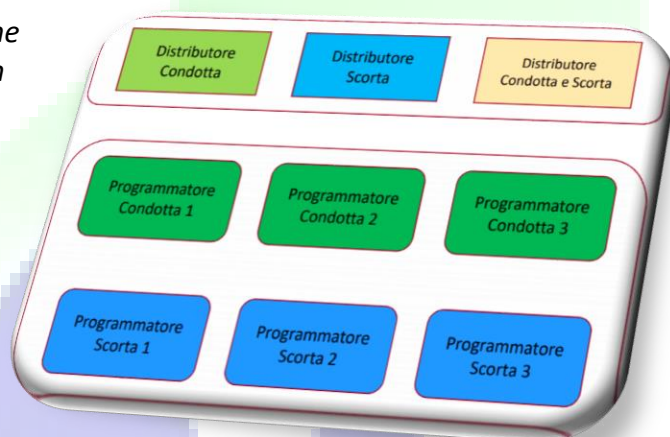 Distributore
Condotta
Distributore
Scorta
Distributore
Condotta e Scorta
Programmatore
Condotta 1
Programmatore
Condotta 2
Programmatore
Condotta 3
Programmatore
Scorta 1
Programmatore
Scorta 2
Programmatore
Scorta 3